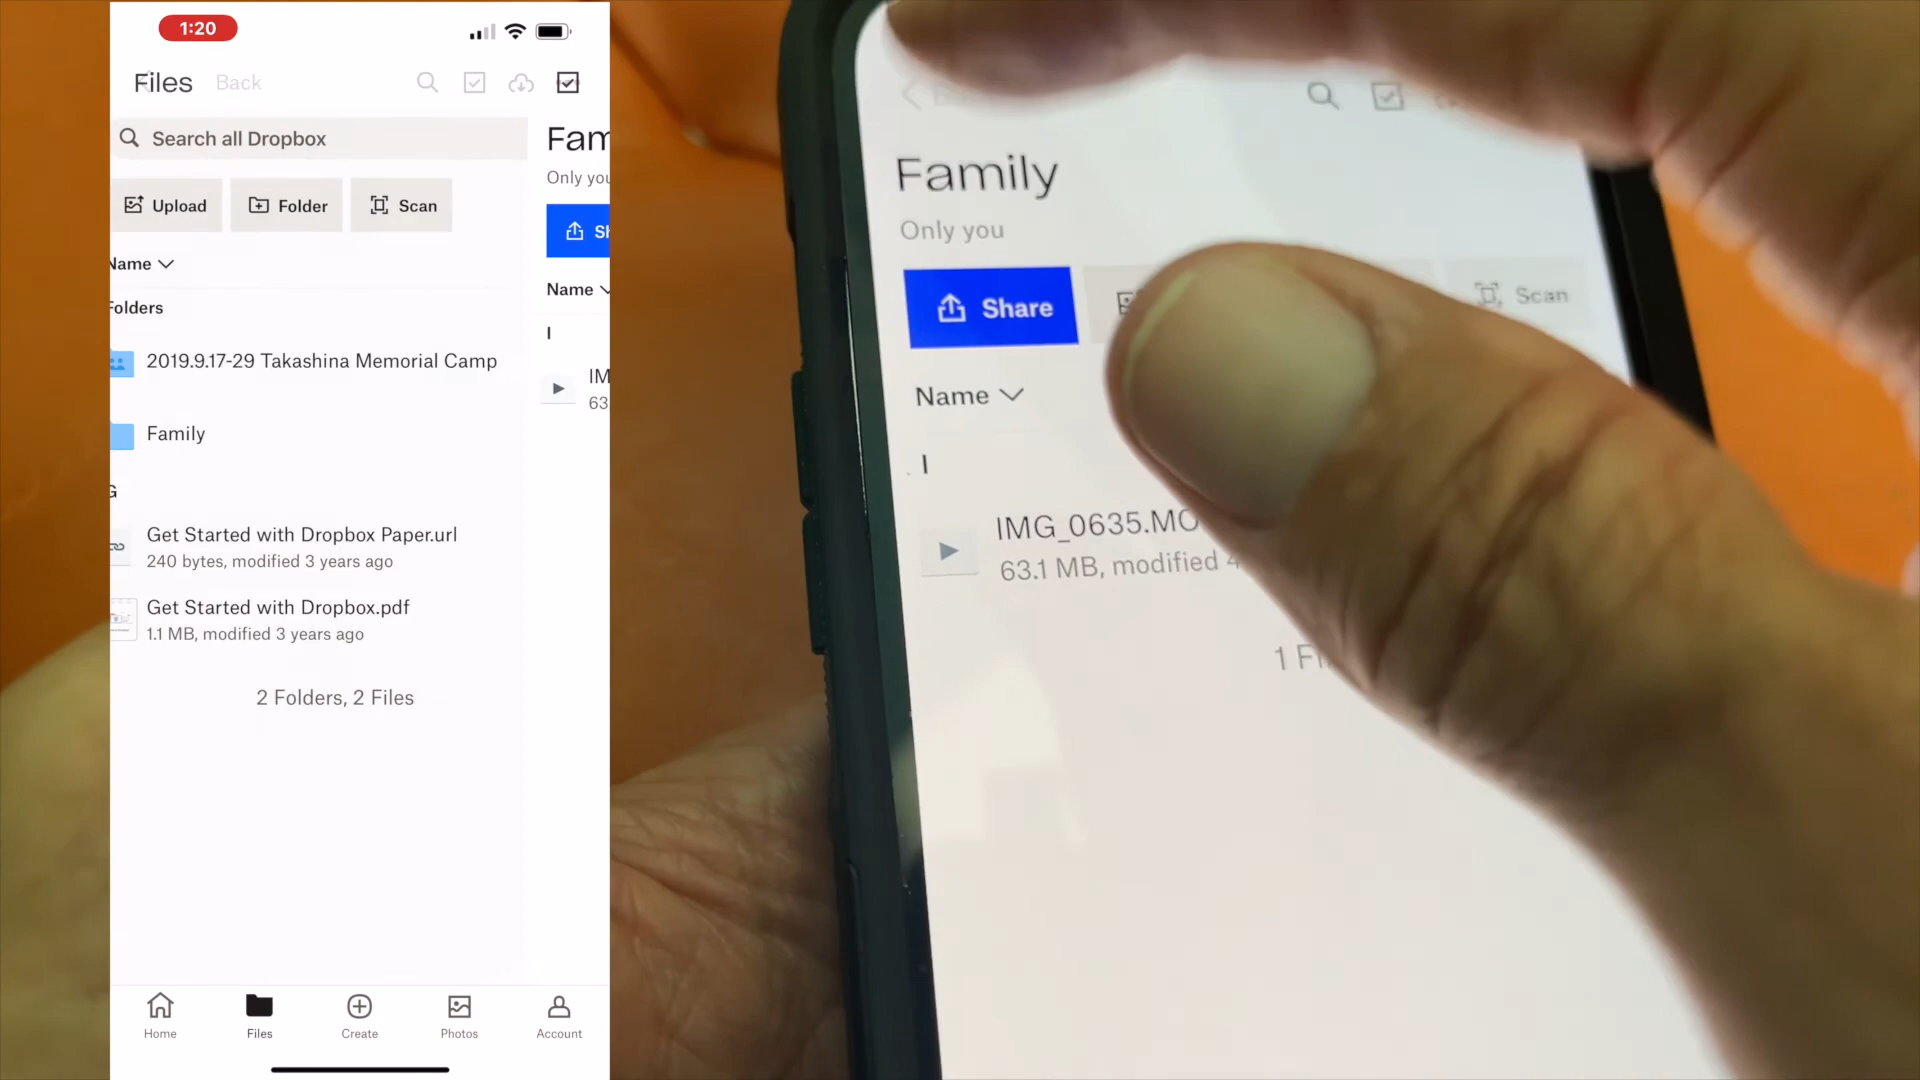 1:20
Files Back
Search all Dropbox
Upload
Folder
Scan
Name
Folders
2019.9.17-29 Takashina Memorial Camp
Family
G
Get Started with Dropbox Paper.url
240 bytes, modified 3 years ago
Get Started with Dropbox.pdf
1.1 MB, modified 3 years ago
2 Folders, 2 Files
Home
Files
Create
Photos
Account
Fam
Only you
Sh
Name
I
IM
63
Family
Only you
Share
Scan
Name
I
IMG_0635.MO
63.1 MB, modified 4
1 Fi